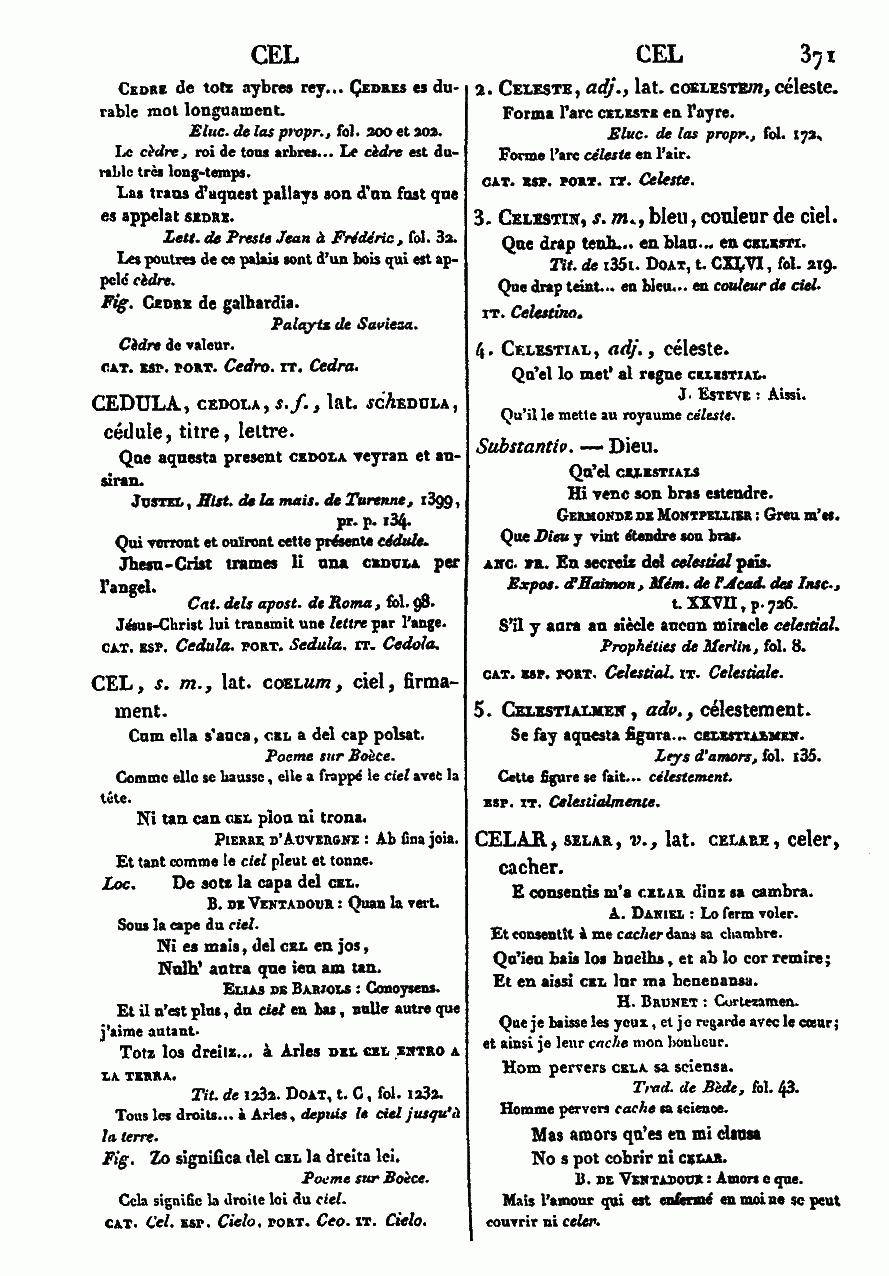 CEL
CEL 371
CEDRE de totz aybres rey... ÇEDRES es du-
rable mot longuament.
Eluc. de las propr., fol. 200 et 202.
Le cèdre, roi de tous arbres... Le cèdre est du-
rable très long-temps.
Las traus d'aquest pallays son d'un fust que
es appelat SEDRE.
Lett. de Preste Jean à Frédéric, fol. 32.
Les poutres de ce palais sont d'un bois qui est ap-
pelé cèdre.
Fig. CEDRE de galhardia.
Palaytz de Savieza.
Cèdre de valeur.
CAT. ESP. PORT. Cedro. IT. Cedra.
CEDULA, CEDOLA, s. f., lat. schEDULA,
cédule, titre, lettre.
Que aquesta present CEDOLA veyran et au-
siran.
JUSTEL, Hist. de la mais. de Turenne, 1399,
pr. p. 134.
Qui verront et ouïront cette présente cédule.
Jhesu-Crist trames li una CEDULA per
l'angel.
Cat. dels apost. de Roma, fol. 98.
Jésus-Christ lui transmit une lettre par l'ange.
CAT. ESP. Cedula. PORT. Sedula. IT. Cedola.
CEL, s. m., lat. COELum, ciel, firma-
ment.
Cum ella s'auca, CEL a del cap polsat.
Poeme sur Boèce.
Comme elle se hausse, elle a frappé le ciel avec la
tête.
Ni tan can CEL plou ni trona.
PIERRE D'AUVERGNE : Ab fina joia.
Et tant comme le ciel pleut et tonne.
Loc. De sotz la capa del CEL.
B. DE VENTADOUR : Quan la vert.
Sous la cape du ciel.
Ni es mais, del CEL en jos,
Nulh' autra que ieu am tan.
ELIAS DE BARJOLS : Conoysens.
Et il n'est plus, du ciel en bas, nulle autre que
j'aime autant.
Totz los dreitz... à Arles DEL CEL ENTRO A
LA TERRA.
Tit. de 1232. DOAT, t. C, fol. 1232.
Tous les droits... à Arles, depuis le ciel jusqu'à
la terre.
Fig. Zo significa del CEL la dreita lei.
Poeme sur Boèce.
Cela signifie la droite loi du ciel.
CAT. Cel. ESP. Cielo. PORT. Ceo. IT. Cielo.
2. CELESTE, adj., lat. COELESTEm, céleste.
Forma l'arc CELESTE en l'ayre.
Eluc. de las propr., fol. 172.
Forme l'arc céleste en l'air.
CAT. ESP. PORT. IT. Celeste.
3. CELESTIN, s. m., bleu, couleur de ciel.
Que drap tenh... en blau... en CELESTI.
Tit. de 1351. DOAT, t. CXLVI, fol. 219.
Que drap teint... en bleu... en couleur de ciel.
IT. Celestino.
4. CELESTIAL, adj., céleste.
Qu'el lo met' al regne CELESTIAL.
J. ESTEVE : Aissi.
Qu'il le mette au royaume céleste.
Substantiv. — Dieu.
Qu'el CELESTIALS
Hi venc son bras estendre.
GERMONDE DE MONTPELLIER : Greu m'es.
Que Dieu y vint étendre son bras.
ANC. FR. En secreiz del celestial païs.
Expos. d'Haimon, Mém. de l'Acad. des Insc.,
t. XXVII, p. 726.
S'il y aura au siècle aucun miracle celestial.
Prophéties de Merlin, fol. 8.
CAT. ESP. PORT. Celestial. IT. Celestiale.
5. CELESTIALMEN, adv., célestement.
Se fay aquesta figura... CELESTIALMEN.
Leys d'amors, fol. 135.
Cette figure se fait... célestement.
ESP. IT. Celestialmente.
CELAR, SELAR, v., lat. CELARE, celer,
cacher.
E consentis m'a CELAR dinz sa cambra.
A. DANIEL : Lo ferm voler.
Et consentît à me cacher dans sa chambre.
Qu'ieu bais los huelhs, et ab lo cor remire;
Et en aissi CEL lur ma benenansa.
H. BRUNET : Cortezamen.
Que je baisse les yeux, et je regarde avec le cœur;
et ainsi je leur cache mon bonheur.
Hom pervers CELA sa sciensa.
Trad. de Bède, fol. 43.
Homme pervers cache sa science.
Mas amors qu'es en mi clausa
No s pot cobrir ni CELAR.
B. DE VENTADOUR : Amors e que.
Mais l'amour qui est enfermé en moi ne se peut
couvrir ni celer.